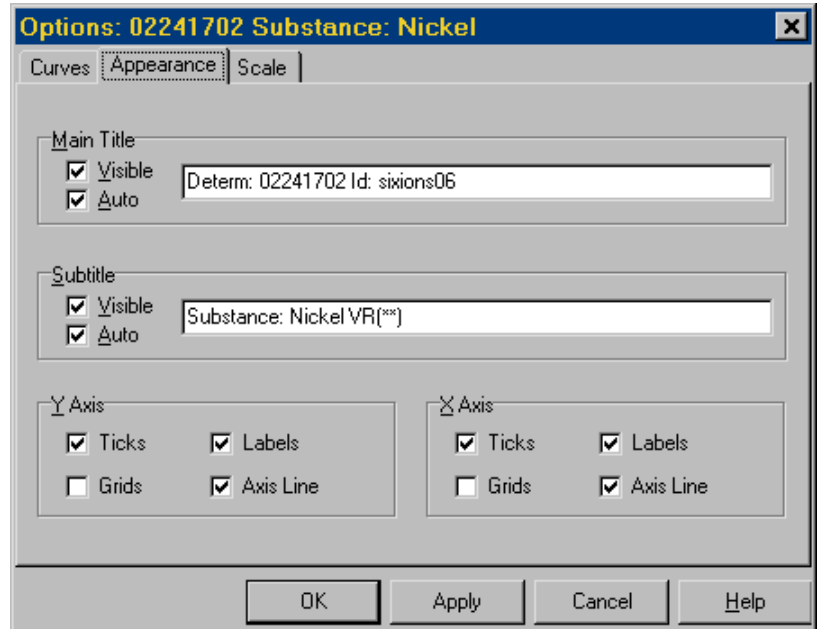 Options: 02241702 Substance: Nickel
Curves Appearance Scale
Main Title
Visible
Determ: 02241702 Id: sixions06
Auto
Subtitle
Visible
Substance: Nickel VR(**)
Auto
Y Axis X Axis
Ticks Labels Ticks Labels
Grids Axis Line Grids Axis Line
OK Apply Cancel Help